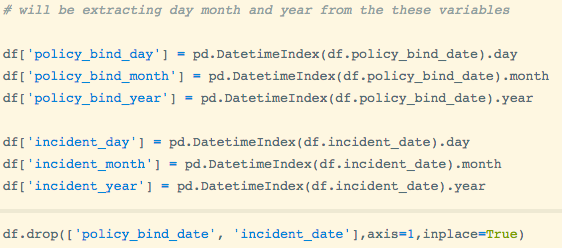 # will be extracting day month and year from the these variables
df['policy_bind_day'] = pd.DatetimeIndex(df.policy_bind_date).day
df['policy_bind_month'] = pd.DatetimeIndex(df.policy_bind_date).month
df['policy_bind_year'] = pd.DatetimeIndex(df.policy_bind_date).year
df['incident_day'] = pd.DatetimeIndex(df.incident_date).day
df['incident_month'] = pd.DatetimeIndex(df.incident_date).month
df['incident_year'] = pd.DatetimeIndex(df.incident_date).year
df.drop(['policy_bind_date', 'incident_date'],axis=1,inplace=True)